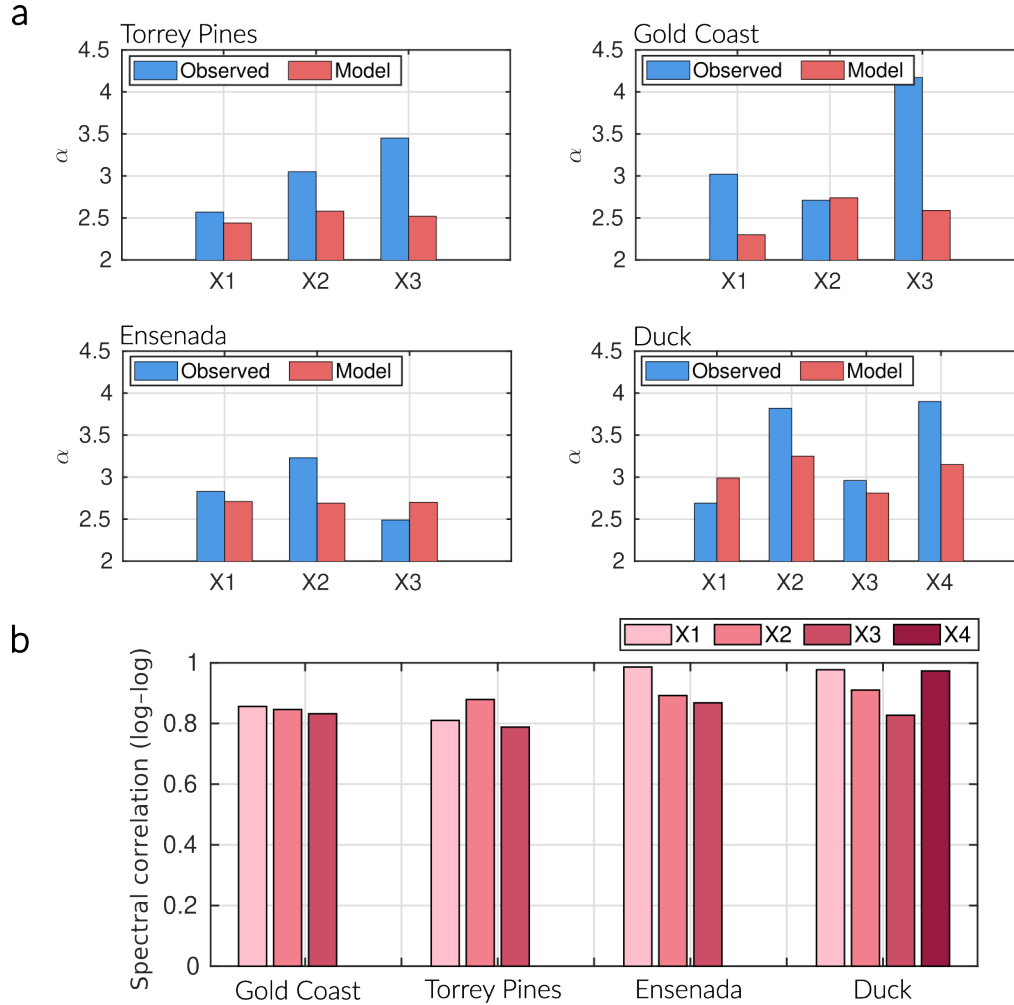 a
Torrey Pines
Observed Model
4.5
4
3.5
3
2.5
2
α
X1 X2 X3
Gold Coast
Observed Model
4.5
4
3.5
3
2.5
2
α
X1 X2 X3
Ensenada
Observed Model
4.5
4
3.5
3
2.5
2
α
X1 X2 X3
Duck
Observed Model
4.5
4
3.5
3
2.5
2
α
X1 X2 X3 X4
b
X1 X2 X3 X4
Spectral correlation (log-log)
1
0.8
0.6
0.4
0.2
0
Gold Coast Torrey Pines Ensenada Duck